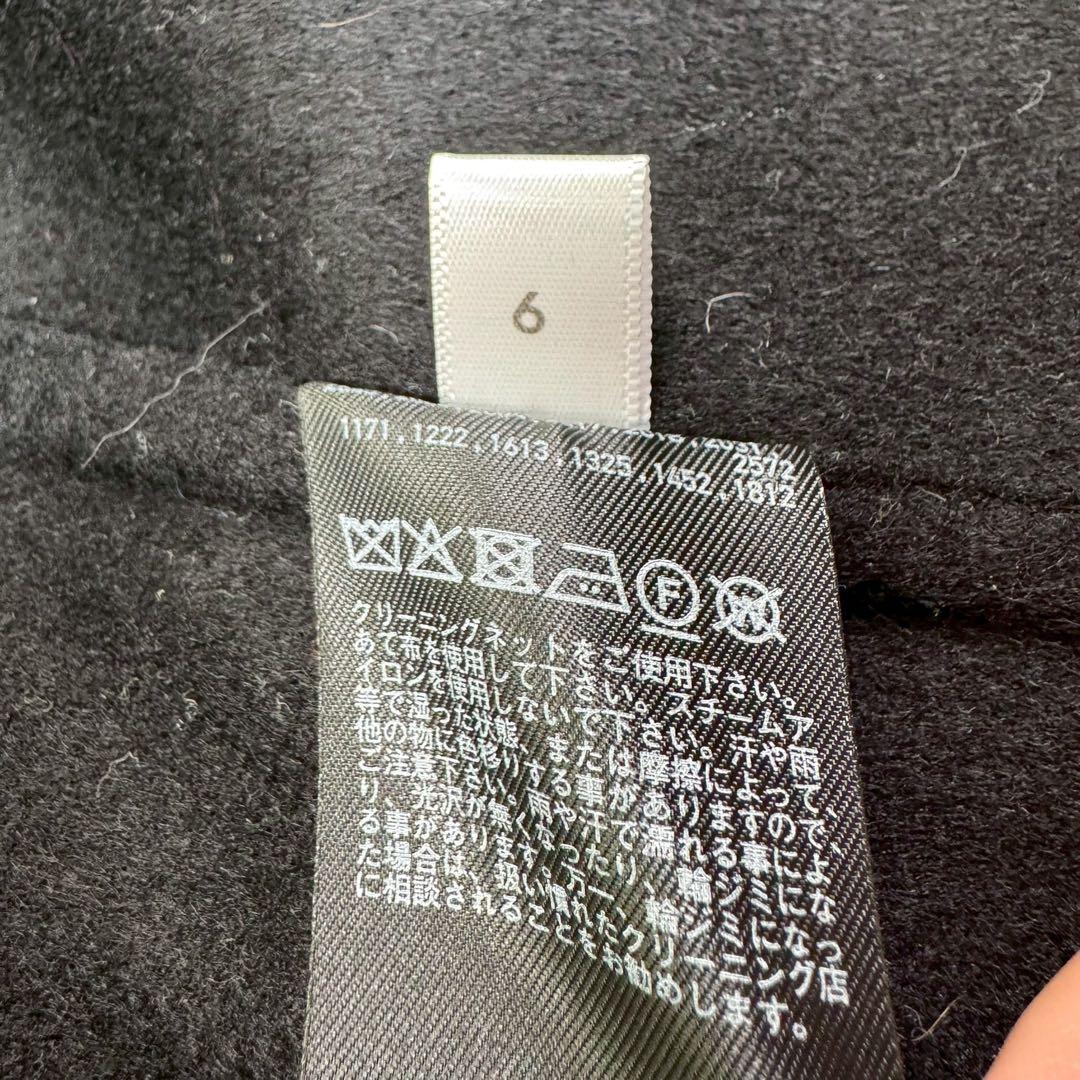 6
2572
1171.1222.1613.1325.1452.1812
F
W
クリーニングネットをご使用下さい。
あて布を使用して下さい。スチームア
イロンを使用しないで下さい。汗や雨
等で湿った状態、または摩擦によって
他の物に色移りする事がありますので
ご注意下さい。雨や汗で濡れる事によ
り、光沢が無くなったり、輪ジミにな
る事があります。万一、輪ジミになっ
た場合は、扱い慣れたクリーニング店
に相談されることをお勧めします。